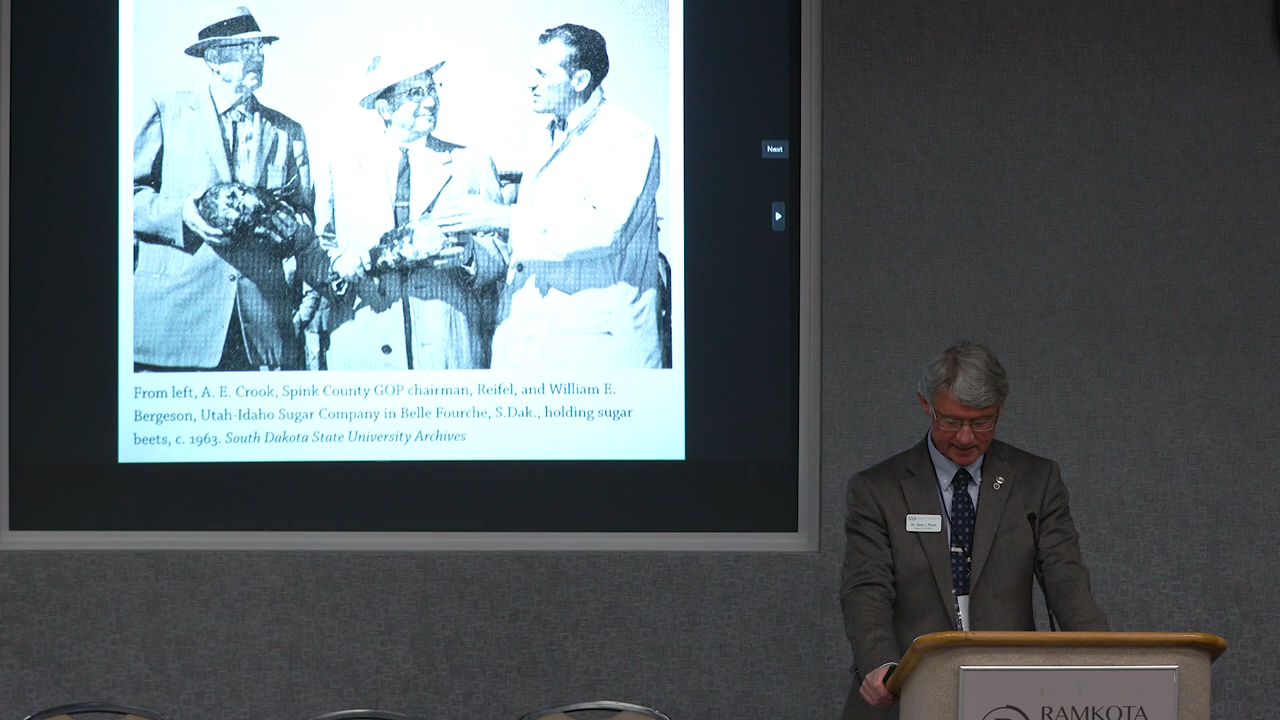 Next
From left, A. E. Crook, Spink County GOP chairman, Reifel, and William E.
Bergeson, Utah-Idaho Sugar Company in Belle Fourche, S.Dak., holding sugar
beets, c. 1963. South Dakota State University Archives
RAMKOTA